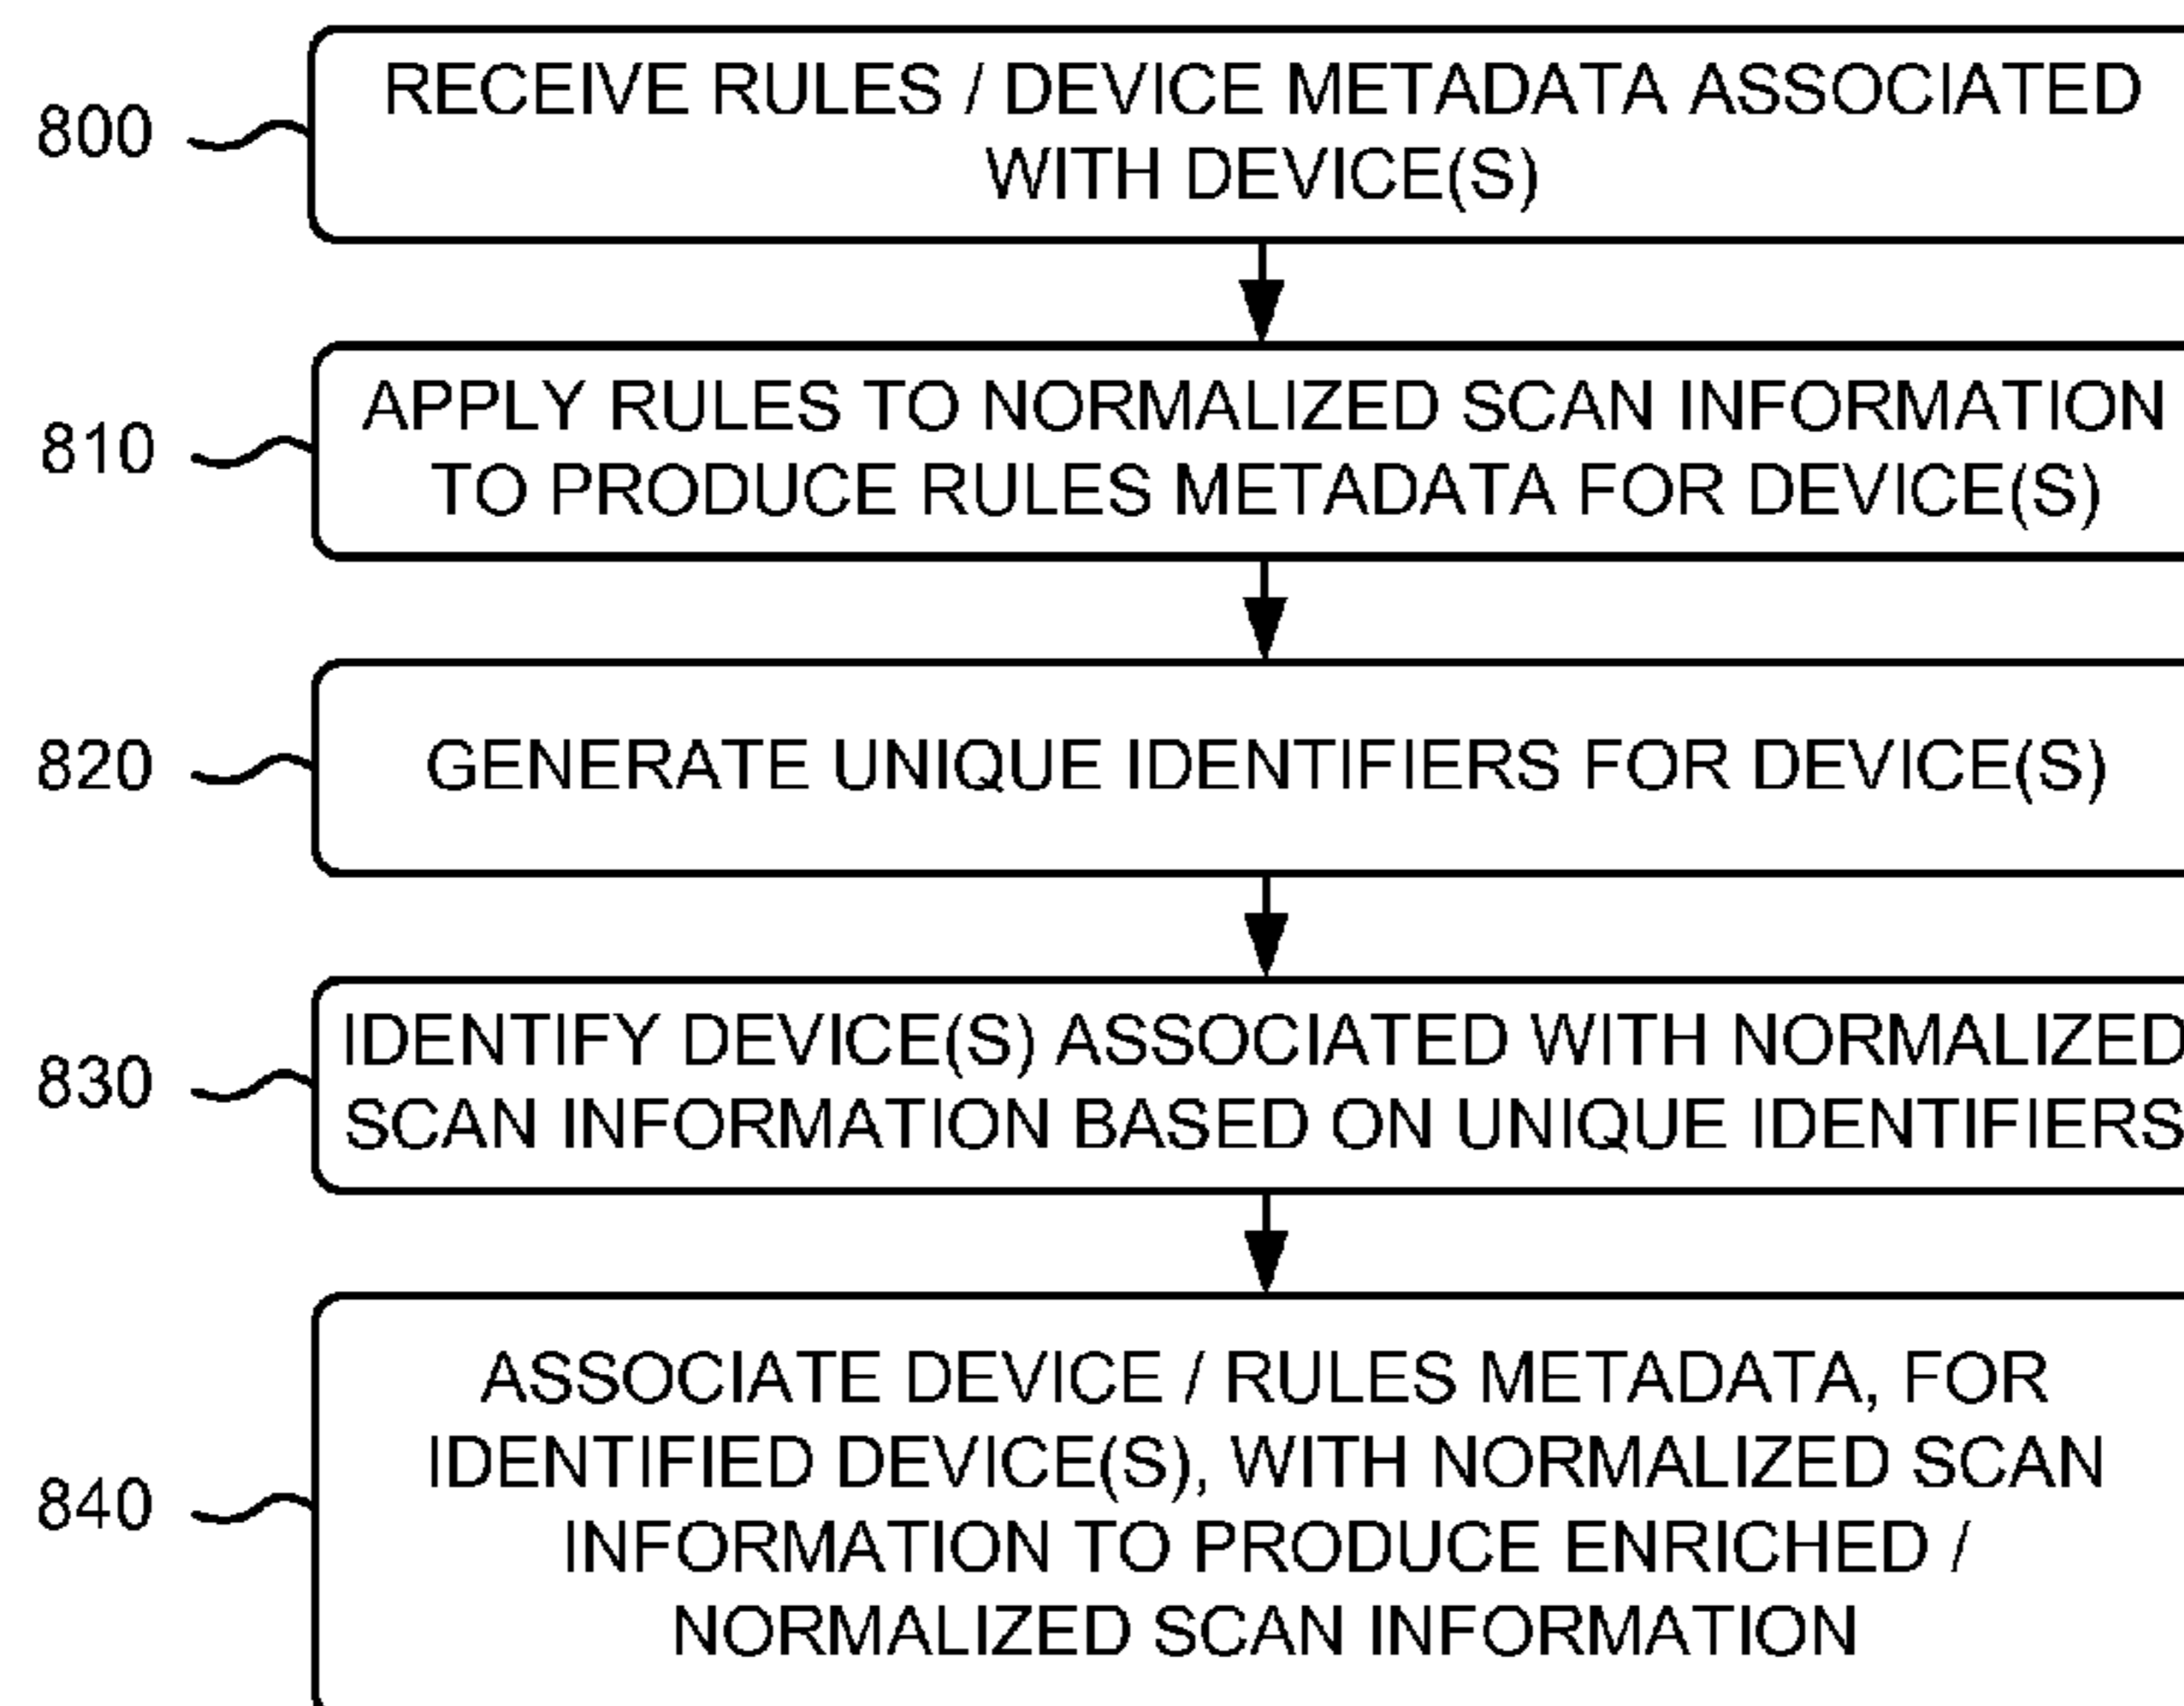 800
RECEIVE RULES / DEVICE METADATA ASSOCIATED
WITH DEVICE(S)
810
APPLY RULES TO NORMALIZED SCAN INFORMATION
TO PRODUCE RULES METADATA FOR DEVICE(S)
820
GENERATE UNIQUE IDENTIFIERS FOR DEVICE(S)
830
IDENTIFY DEVICE(S) ASSOCIATED WITH NORMALIZED
SCAN INFORMATION BASED ON UNIQUE IDENTIFIERS
840
ASSOCIATE DEVICE / RULES METADATA, FOR
IDENTIFIED DEVICE(S), WITH NORMALIZED SCAN
INFORMATION TO PRODUCE ENRICHED /
NORMALIZED SCAN INFORMATION